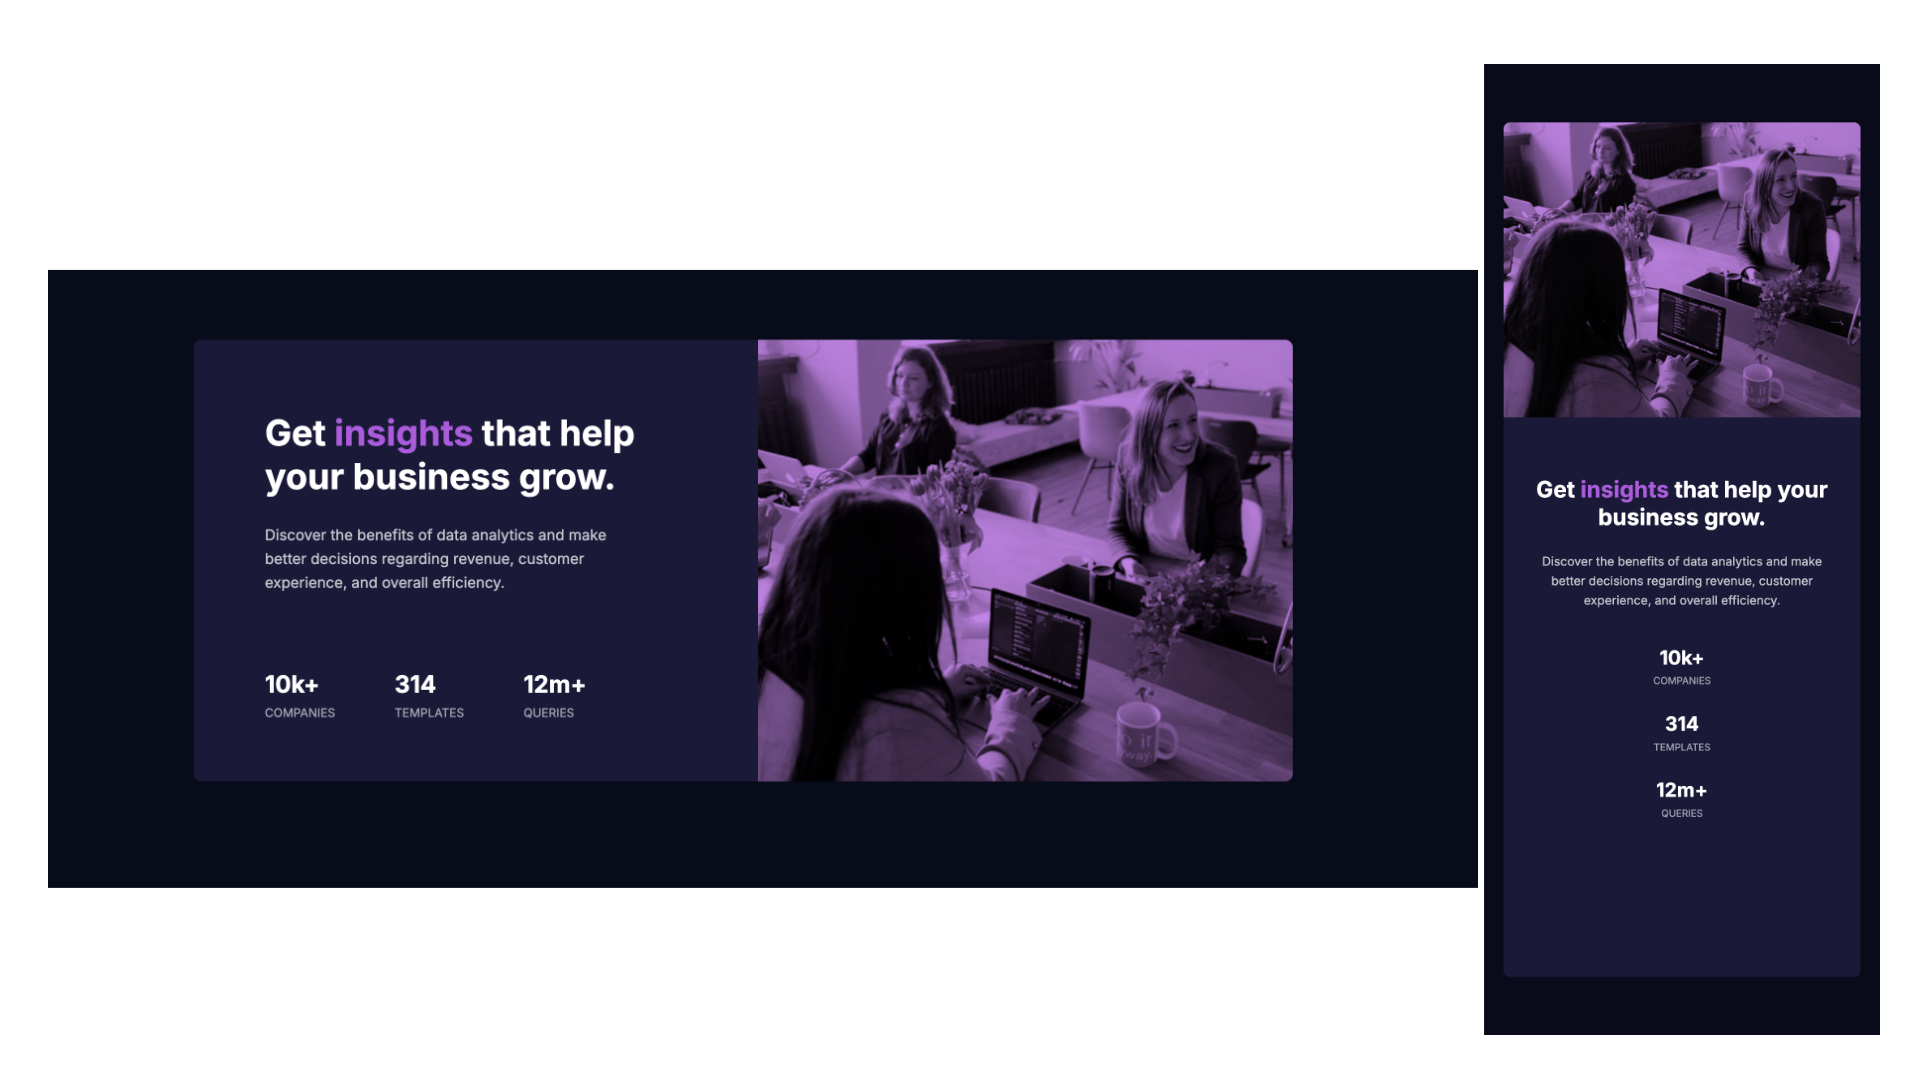 Get insights that help
your business grow.
Discover the benefits of data analytics and make
better decisions regarding revenue, customer
experience, and overall efficiency.
10k+
COMPANIES
314
TEMPLATES
12m+
QUERIES
Get insights that help your
business grow.
Discover the benefits of data analytics and make
better decisions regarding revenue, customer
experience, and overall efficiency.
10k+
COMPANIES
314
TEMPLATES
12m+
QUERIES